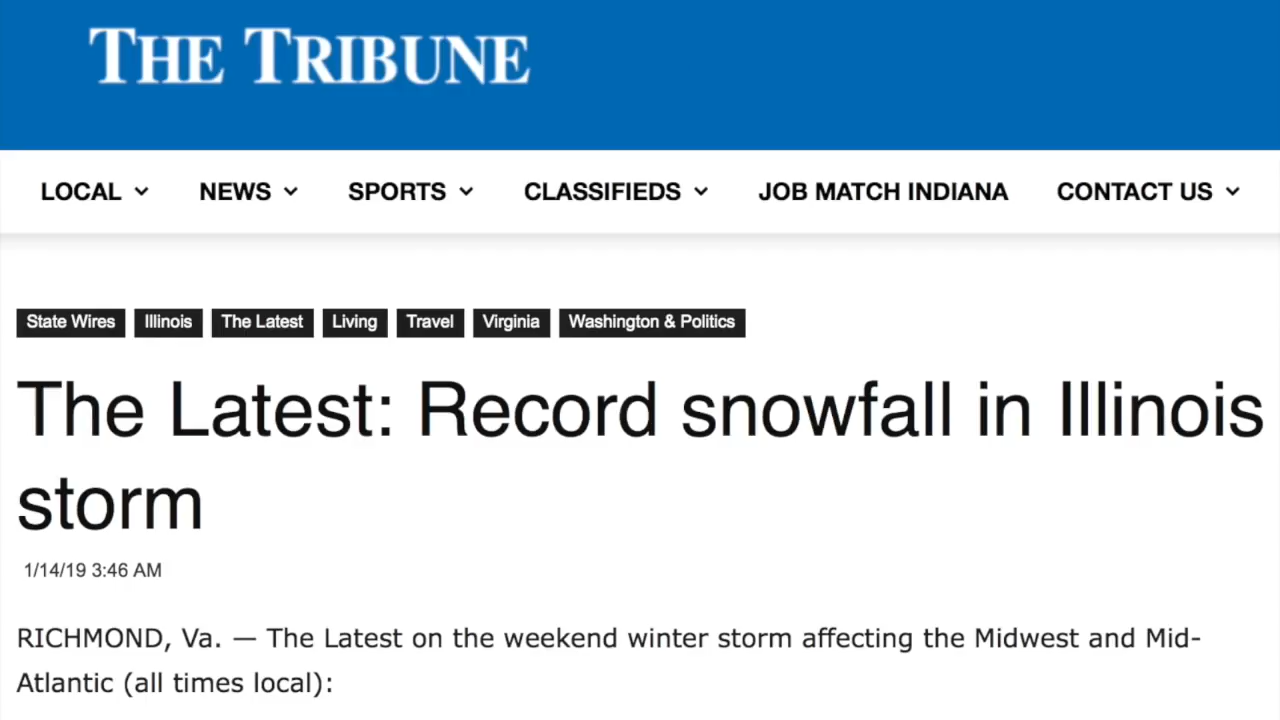 THE TRIBUNE
LOCAL NEWS SPORTS CLASSIFIEDS JOB MATCH INDIANA CONTACT US
State Wires Illinois The Latest Living Travel Virginia Washington & Politics
The Latest: Record snowfall in Illinois
storm
1/14/19 3:46 AM
RICHMOND, Va. — The Latest on the weekend winter storm affecting the Midwest and Mid-
Atlantic (all times local):